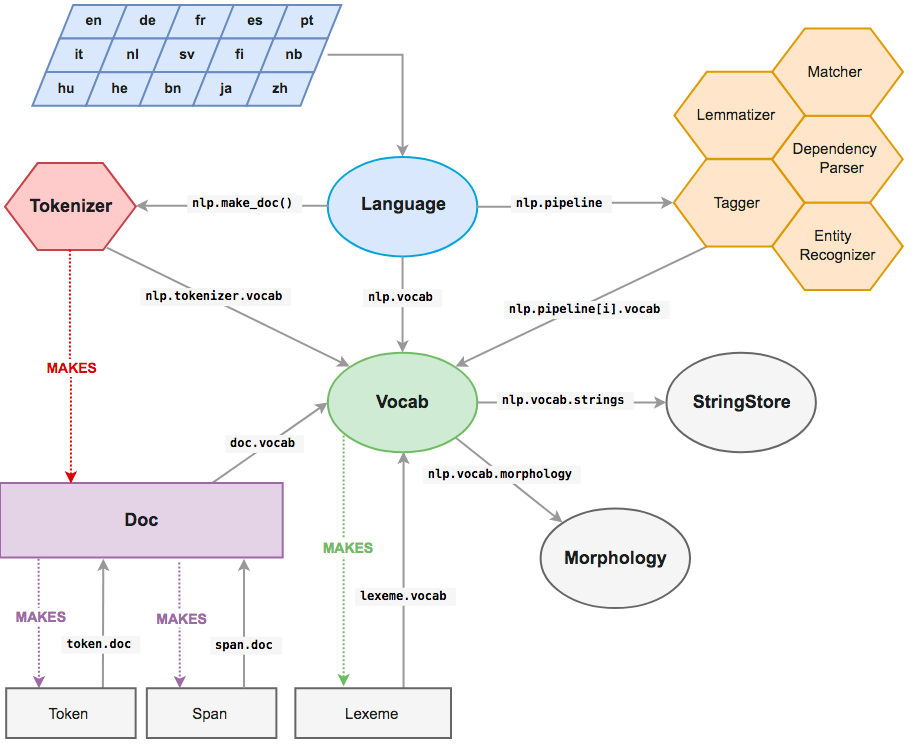 en de fr es pt
it nl sv fi nb
hu he bn ja zh
Matcher
Lemmatizer
Dependency
Parser
Tokenizer
nlp.make_doc()
Language
nlp.pipeline
Tagger
Entity
Recognizer
nlp.tokenizer.vocab
nlp.vocab
nlp.pipeline[i].vocab
MAKES
Vocab
nlp.vocab.strings
StringStore
doc.vocab
nlp.vocab.morphology
Doc
MAKES
Morphology
lexeme.vocab
MAKES
MAKES
token.doc
span.doc
Token
Span
Lexeme